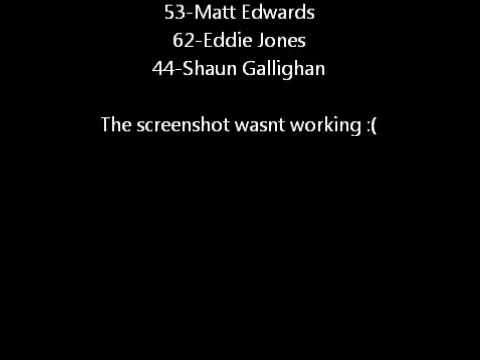 53-Matt Edwards
62-Eddie Jones
44-Shaun Gallighan
The screenshot wasnt working :(